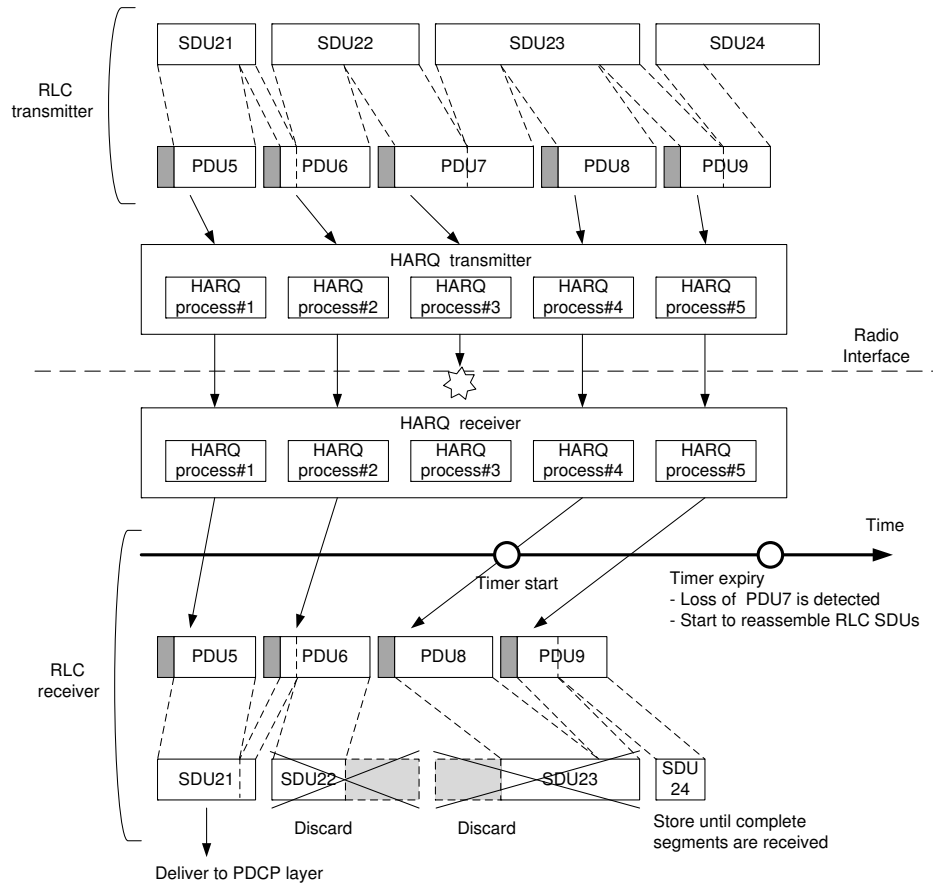 SDU21
SDU22
SDU23
SDU24
RLC
transmitter
PDU5
PDU6
PDU7
PDU8
PDU9
HARQ transmitter
HARQ
process#1
HARQ
process#2
HARQ
process#3
HARQ
process#4
HARQ
process#5
Radio
Interface
HARQ receiver
HARQ
process#1
HARQ
process#2
HARQ
process#3
HARQ
process#4
HARQ
process#5
Time
Timer start
Timer expiry
- Loss of PDU7 is detected
- Start to reassemble RLC SDUs
RLC
receiver
PDU5
PDU6
PDU8
PDU9
SDU21
SDU22
SDU23
SDU
24
Discard
Discard
Store until complete
segments are received
Deliver to PDCP layer